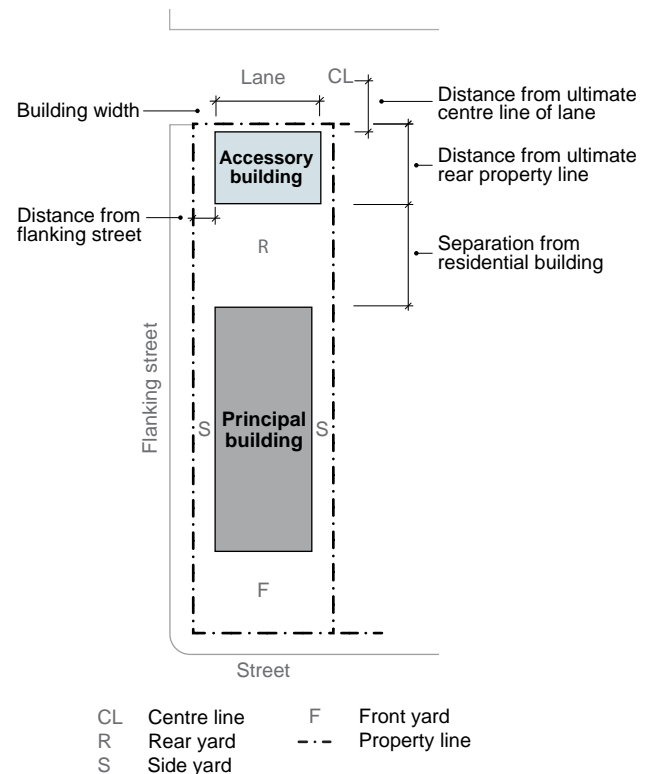 Lane
CL
Building width
Distance from ultimate
centre line of lane
Accessory
building
Distance from ultimate
rear property line
Distance from
flanking street
R
Separation from
residential building
Flanking street
S
Principal
building
S
F
Street
CL Centre line
R Rear yard
S Side yard
F Front yard
Property line